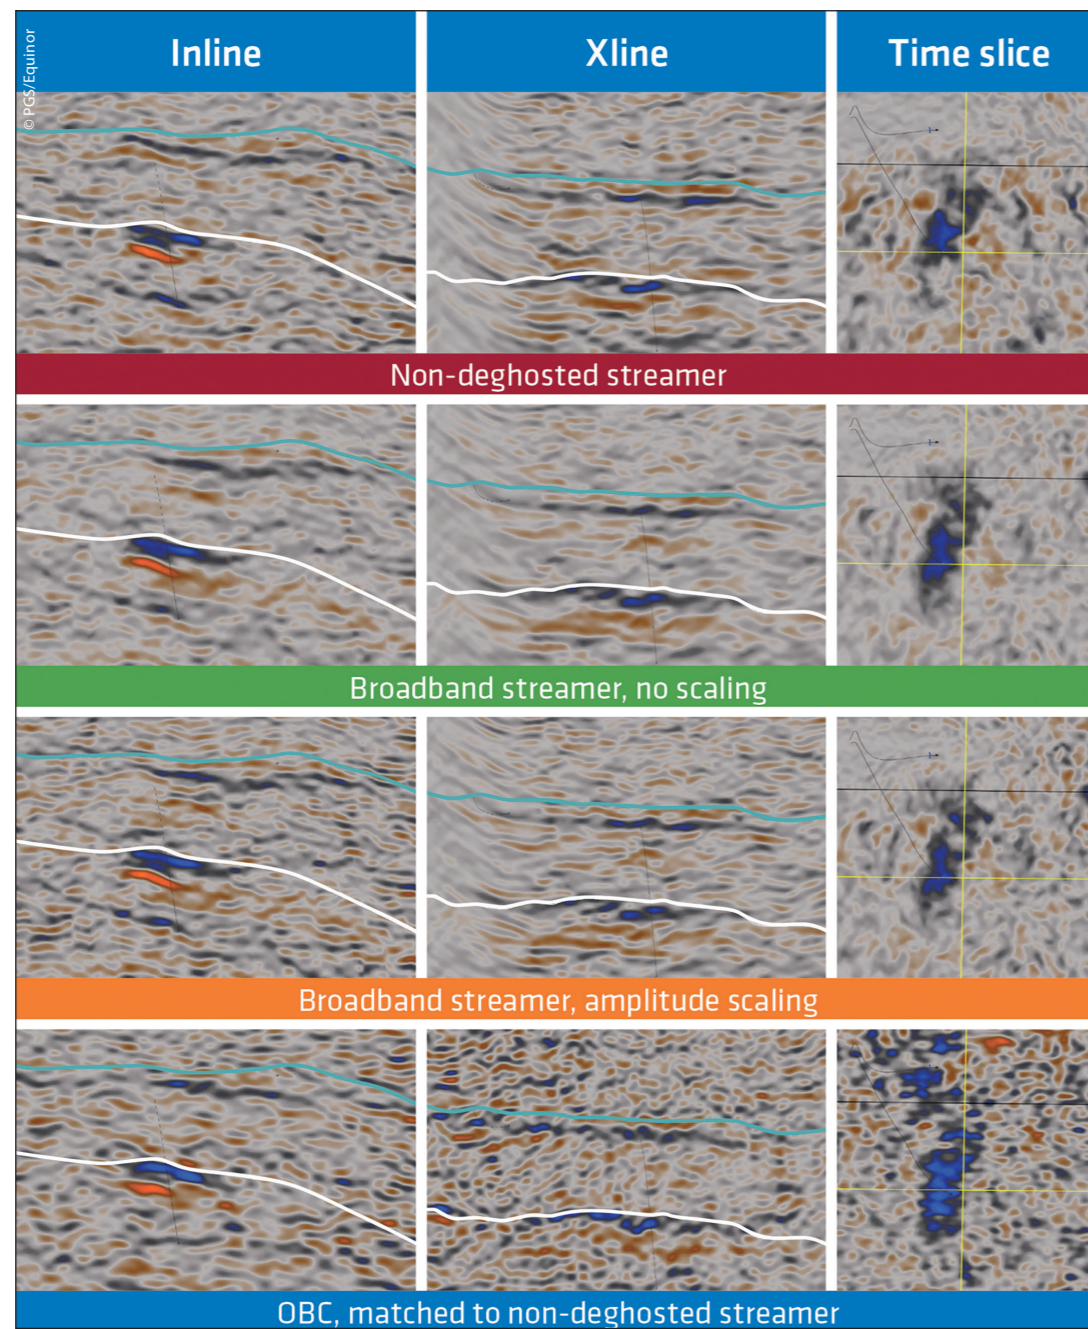 Inline
Xline
Time slice
© PGS/Equinor
Non-deghosted streamer
Broadband streamer, no scaling
Broadband streamer, amplitude scaling
OBC, matched to non-deghosted streamer